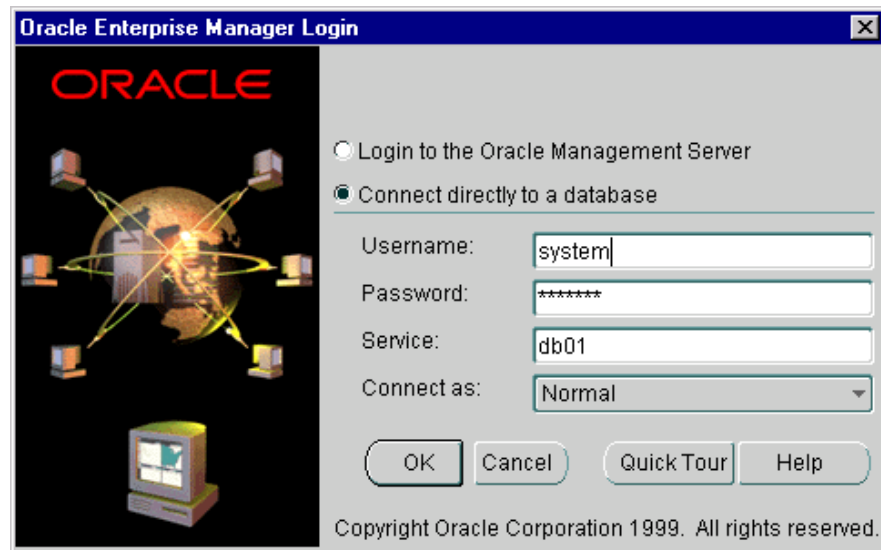 Oracle Enterprise Manager Login
ORACLE
Login to the Oracle Management Server
Connect directly to a database
Username: system
Password: *******
Service: db01
Connect as: Normal
OK Cancel Quick Tour Help
Copyright Oracle Corporation 1999. All rights reserved.